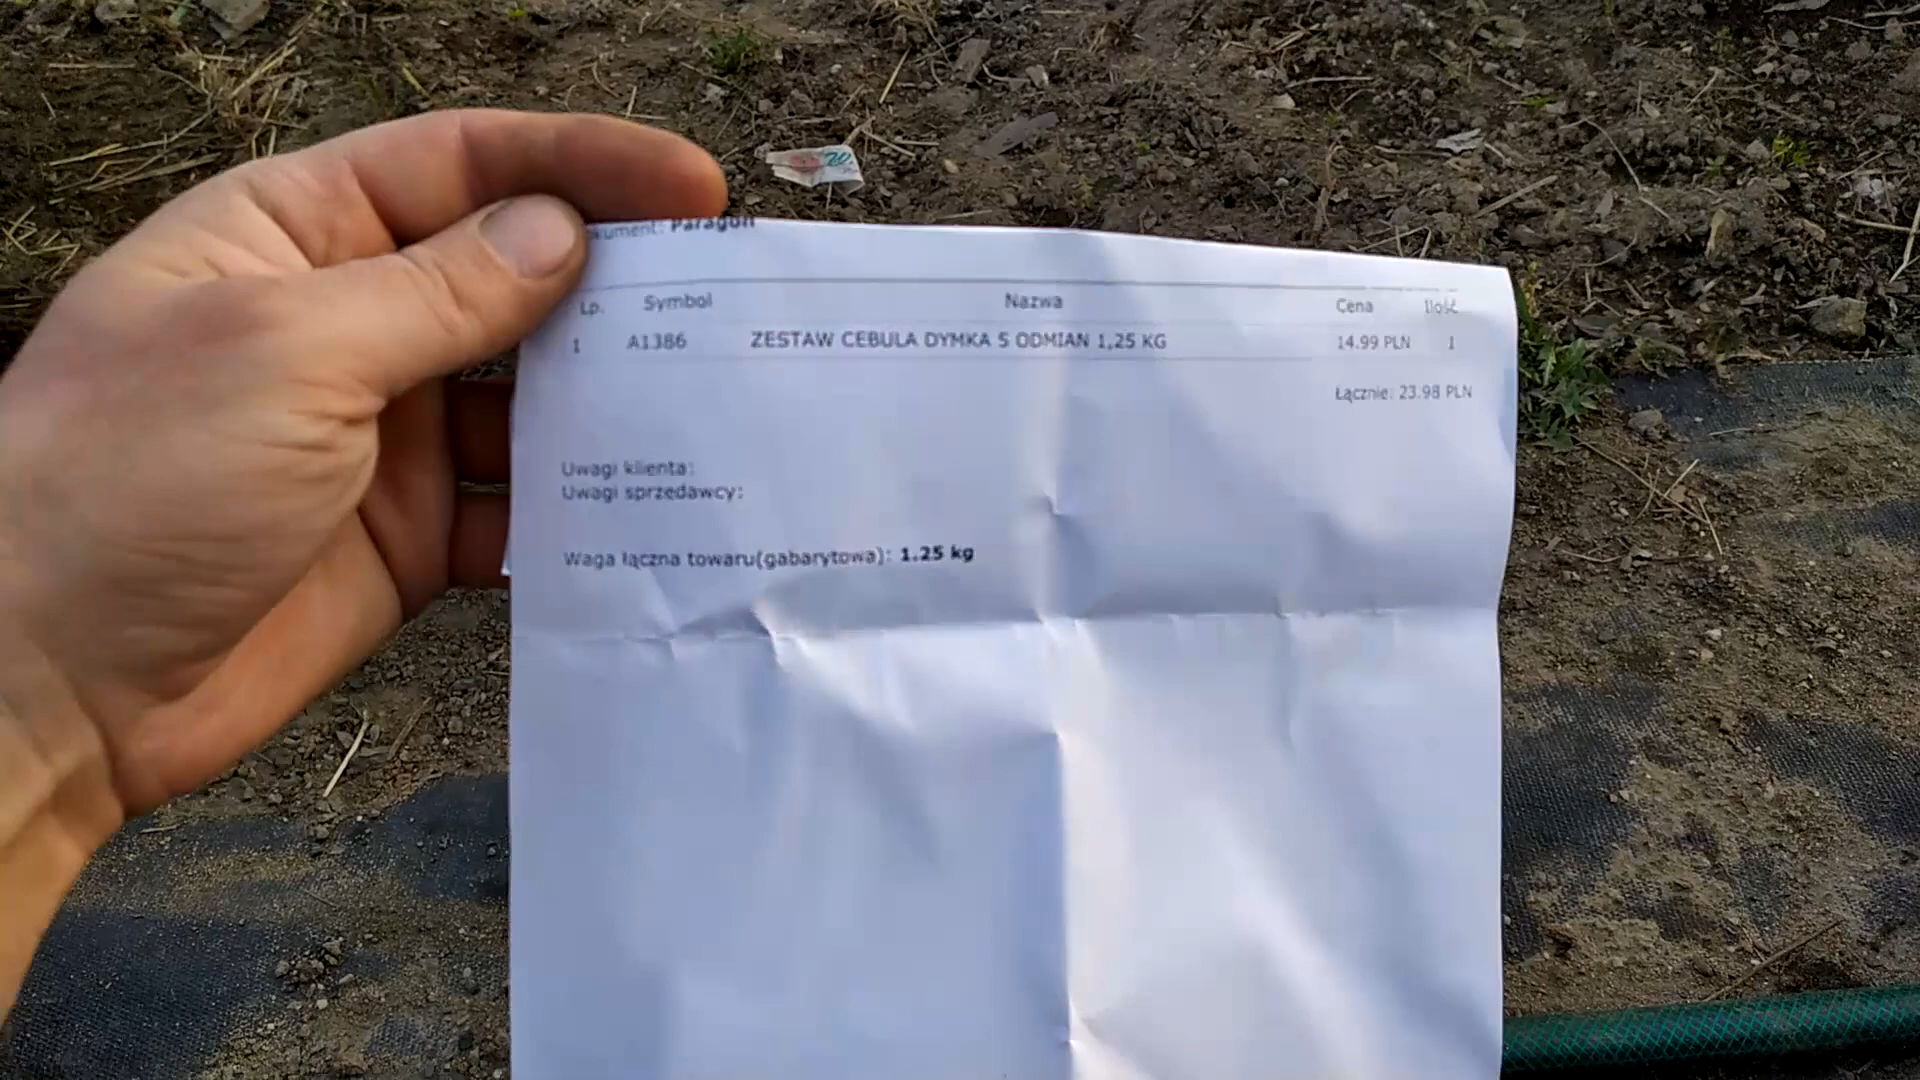 kument: Paragon
Lp. Symbol Nazwa Cena Ilość
1 A1386 ZESTAW CEBULA DYMKA 5 ODMIAN 1,25 KG 14.99 PLN 1
Łącznie: 23.98 PLN
Uwagi klienta:
Uwagi sprzedawcy:
Waga łączna towaru(gabarytowa): 1.25 kg